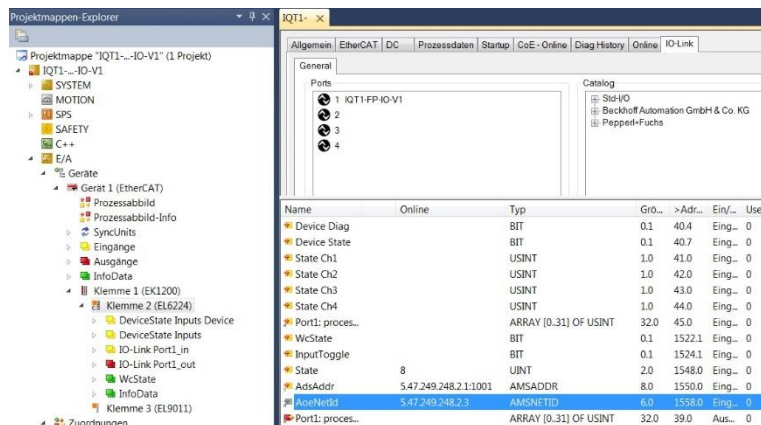 Projektmappen-Explorer
Projektmappe "IQT1-...-IO-V1" (1 Projekt)
IQT1-...-IO-V1
SYSTEM
MOTION
SPS
SAFETY
C++
E/A
Geräte
Gerät 1 (EtherCAT)
Prozessabbild
Prozessabbild-Info
SyncUnits
Eingänge
Ausgänge
InfoData
Klemme 1 (EK1200)
Klemme 2 (EL6224)
DeviceState Inputs Device
DeviceState Inputs
IO-Link Port1_in
IO-Link Port1_out
WcState
InfoData
Klemme 3 (EL9011)
Zuordnungen
IQT1-
Allgemein EtherCAT DC Prozessdaten Startup CoE - Online Diag History Online IO-Link
General
Ports
1 IQT1-FP-IO-V1
2
3
4
Catalog
Std-I/O
Beckhoff Automation GmbH & Co. KG
Pepperl+Fuchs
Name Online Typ Grö... >Adr... Ein/... Use
Device Diag BIT 0.1 40.4 Eing... 0
Device State BIT 0.1 40.7 Eing... 0
State Ch1 USINT 1.0 41.0 Eing... 0
State Ch2 USINT 1.0 42.0 Eing... 0
State Ch3 USINT 1.0 43.0 Eing... 0
State Ch4 USINT 1.0 44.0 Eing... 0
Port1: proces... ARRAY [0..31] OF USINT 32.0 45.0 Eing... 0
WcState BIT 0.1 1522.1 Eing... 0
InputToggle BIT 0.1 1524.1 Eing... 0
State 8 UINT 2.0 1548.0 Eing... 0
AdsAddr 5.47.249.248.2.1:1001 AMSADDR 8.0 1550.0 Eing... 0
AoeNetId 5.47.249.248.2.3 AMSNETID 6.0 1558.0 Eing... 0
Port1: proces... ARRAY [0..31] OF USINT 32.0 39.0 Aus... 0